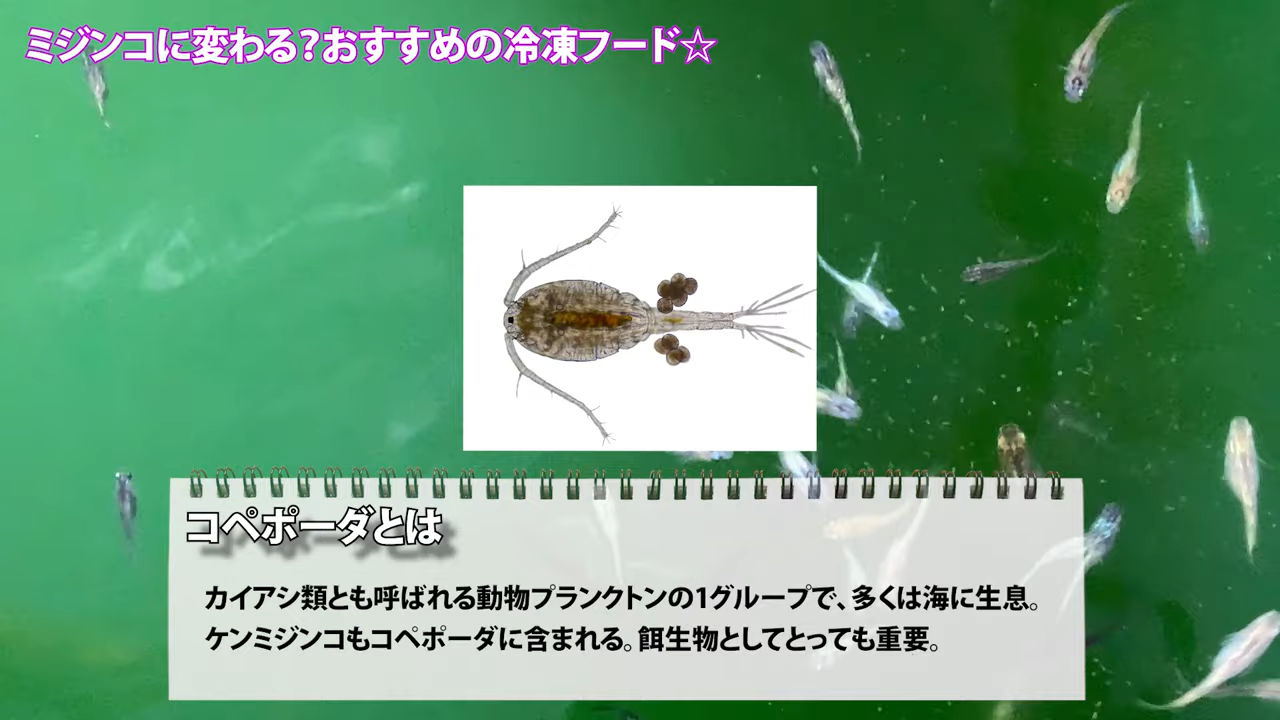 ミジンコに変わる?おすすめの冷凍フード☆
コペポーダとは
カイアシ類とも呼ばれる動物プランクトンの1グループで、多くは海に生息。
ケンミジンコもコペポーダに含まれる。餌生物としてとっても重要。